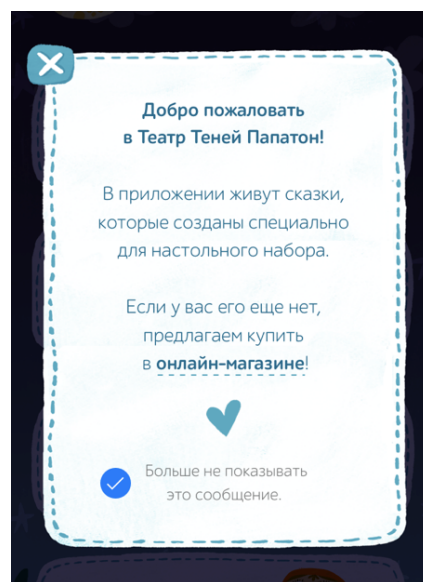 Добро пожаловать
в Театр Теней Папатон!
В приложении живут сказки,
которые созданы специально
для настольного набора.
Если у вас его еще нет,
предлагаем купить
в онлайн-магазине!
Больше не показывать
это сообщение.